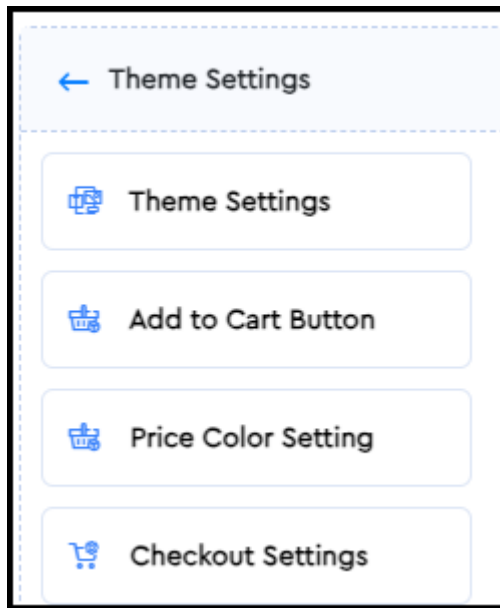 Theme Settings
Theme Settings
Add to Cart Button
Price Color Setting
Checkout Settings